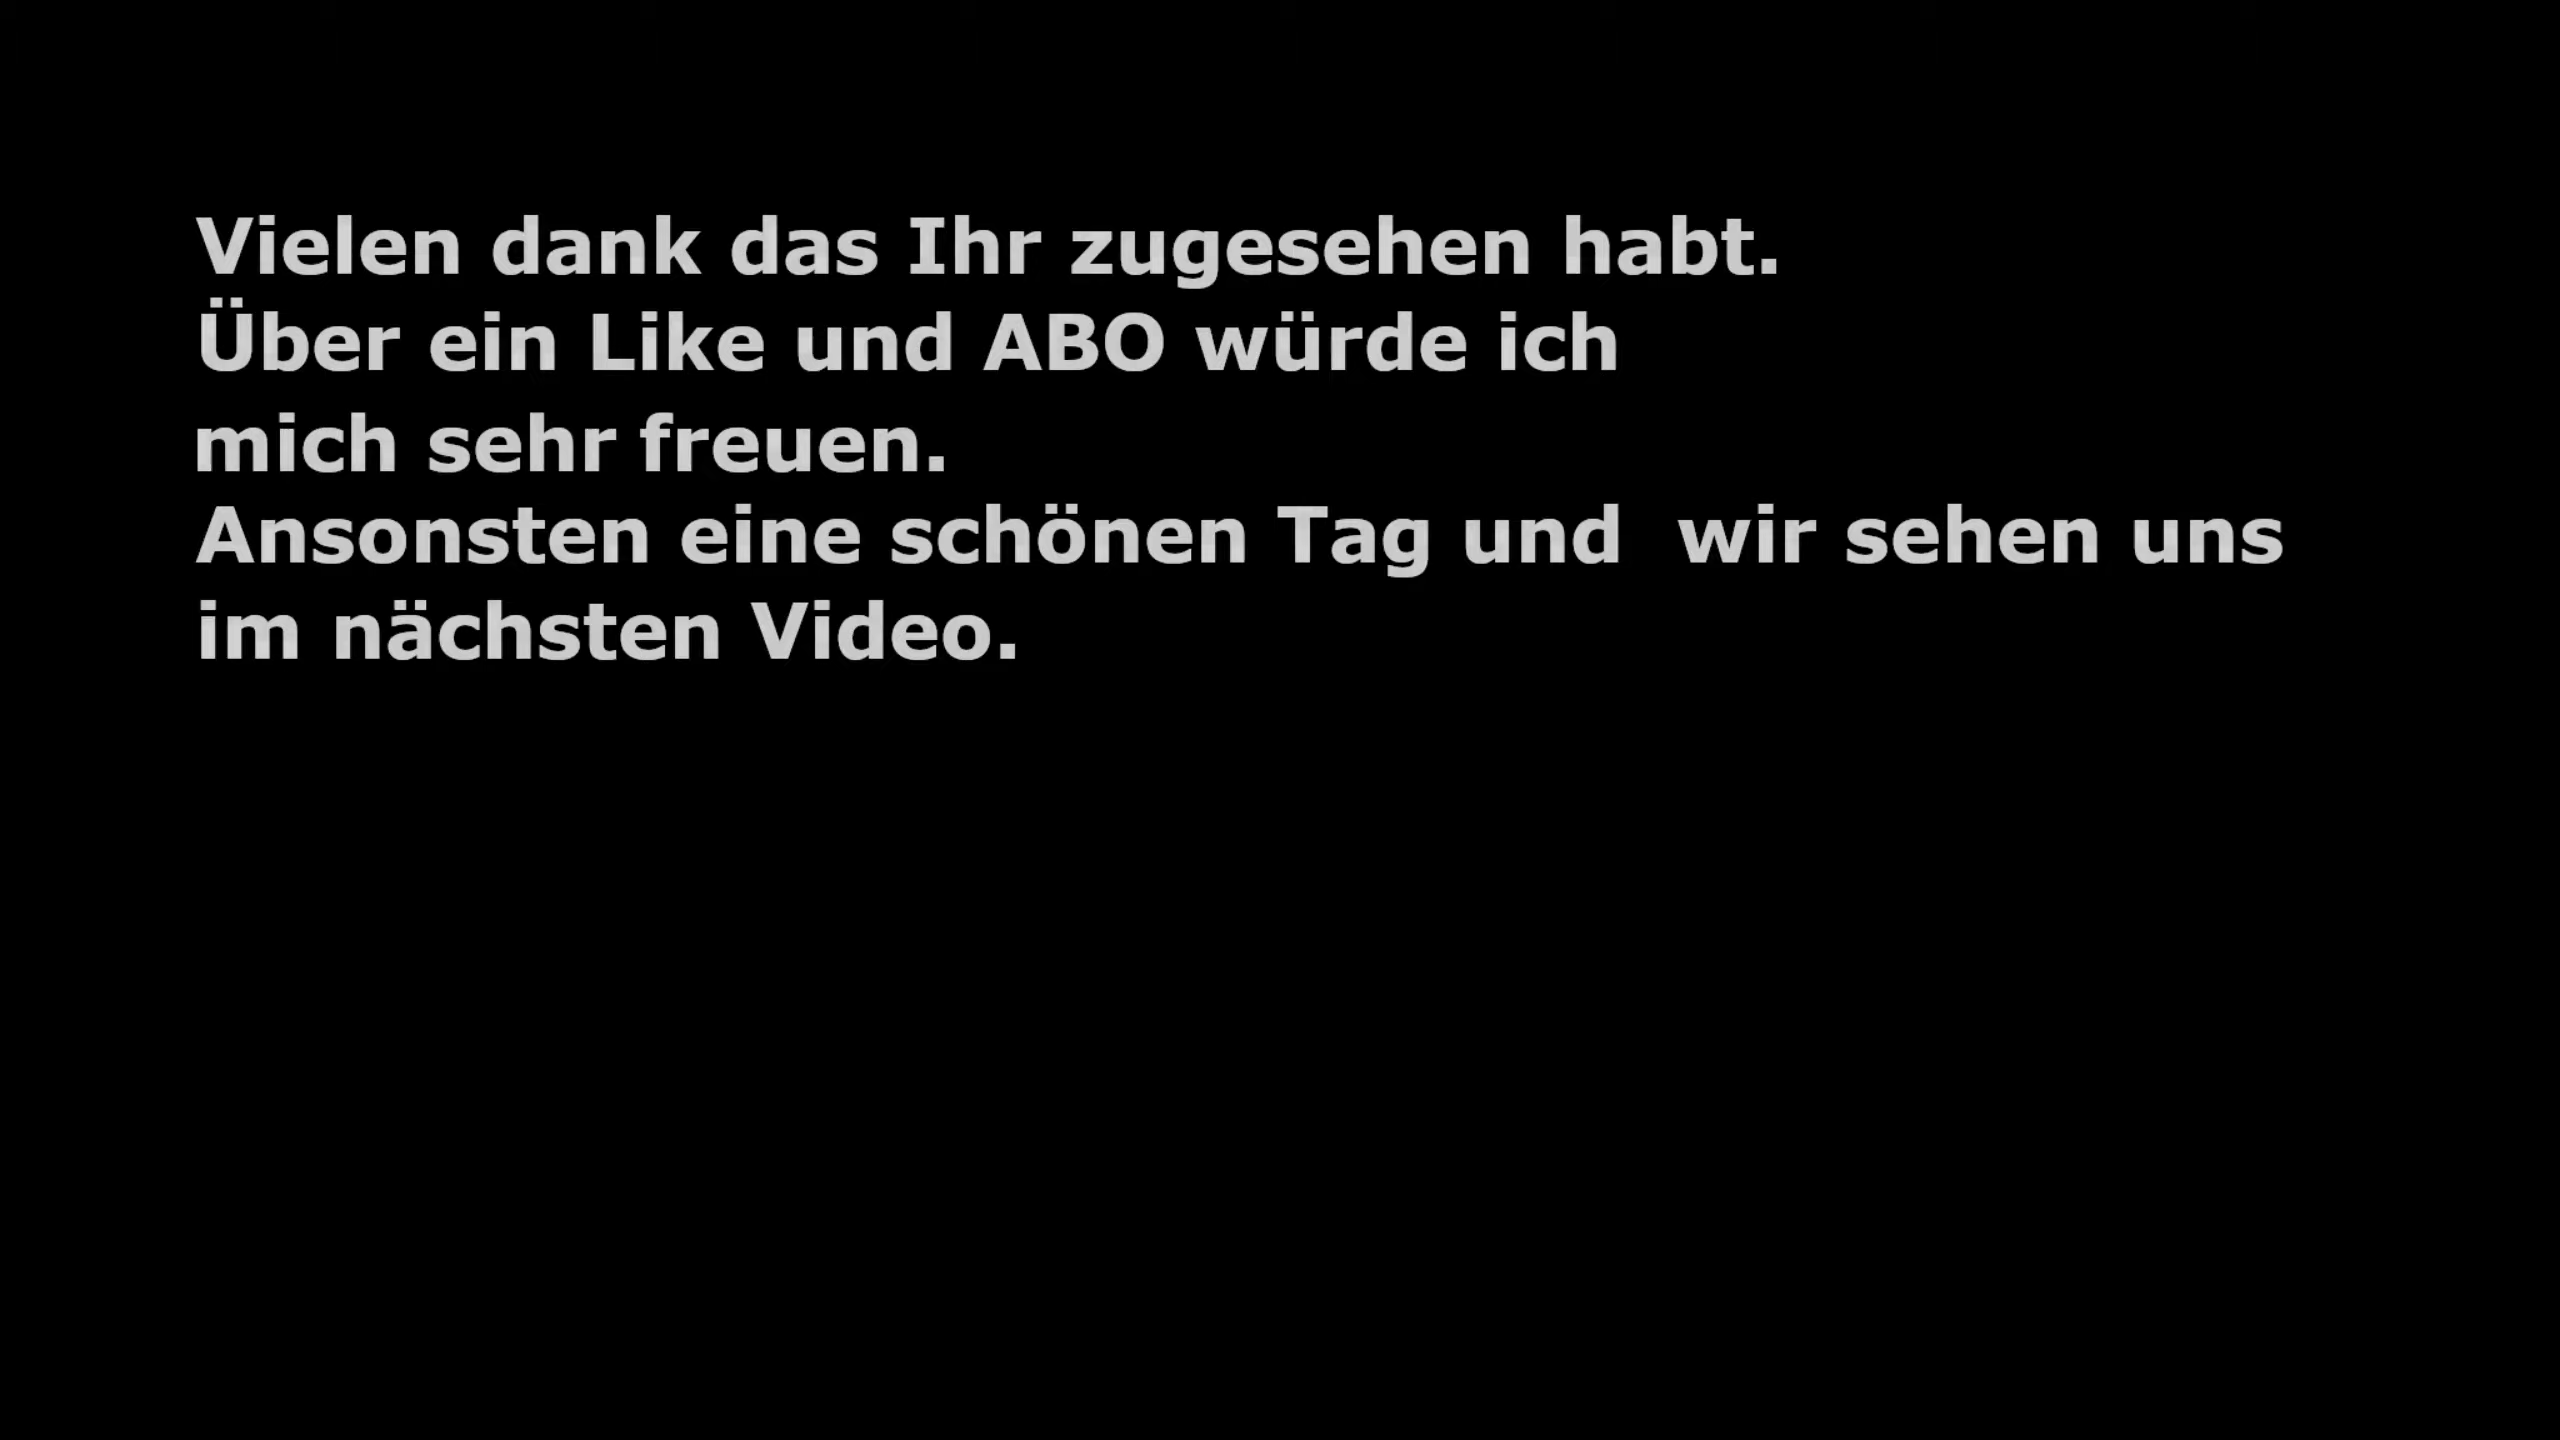 Vielen dank das Ihr zugesehen habt.
Über ein Like und ABO würde ich
mich sehr freuen.
Ansonsten eine schönen Tag und  wir sehen uns
im nächsten Video.